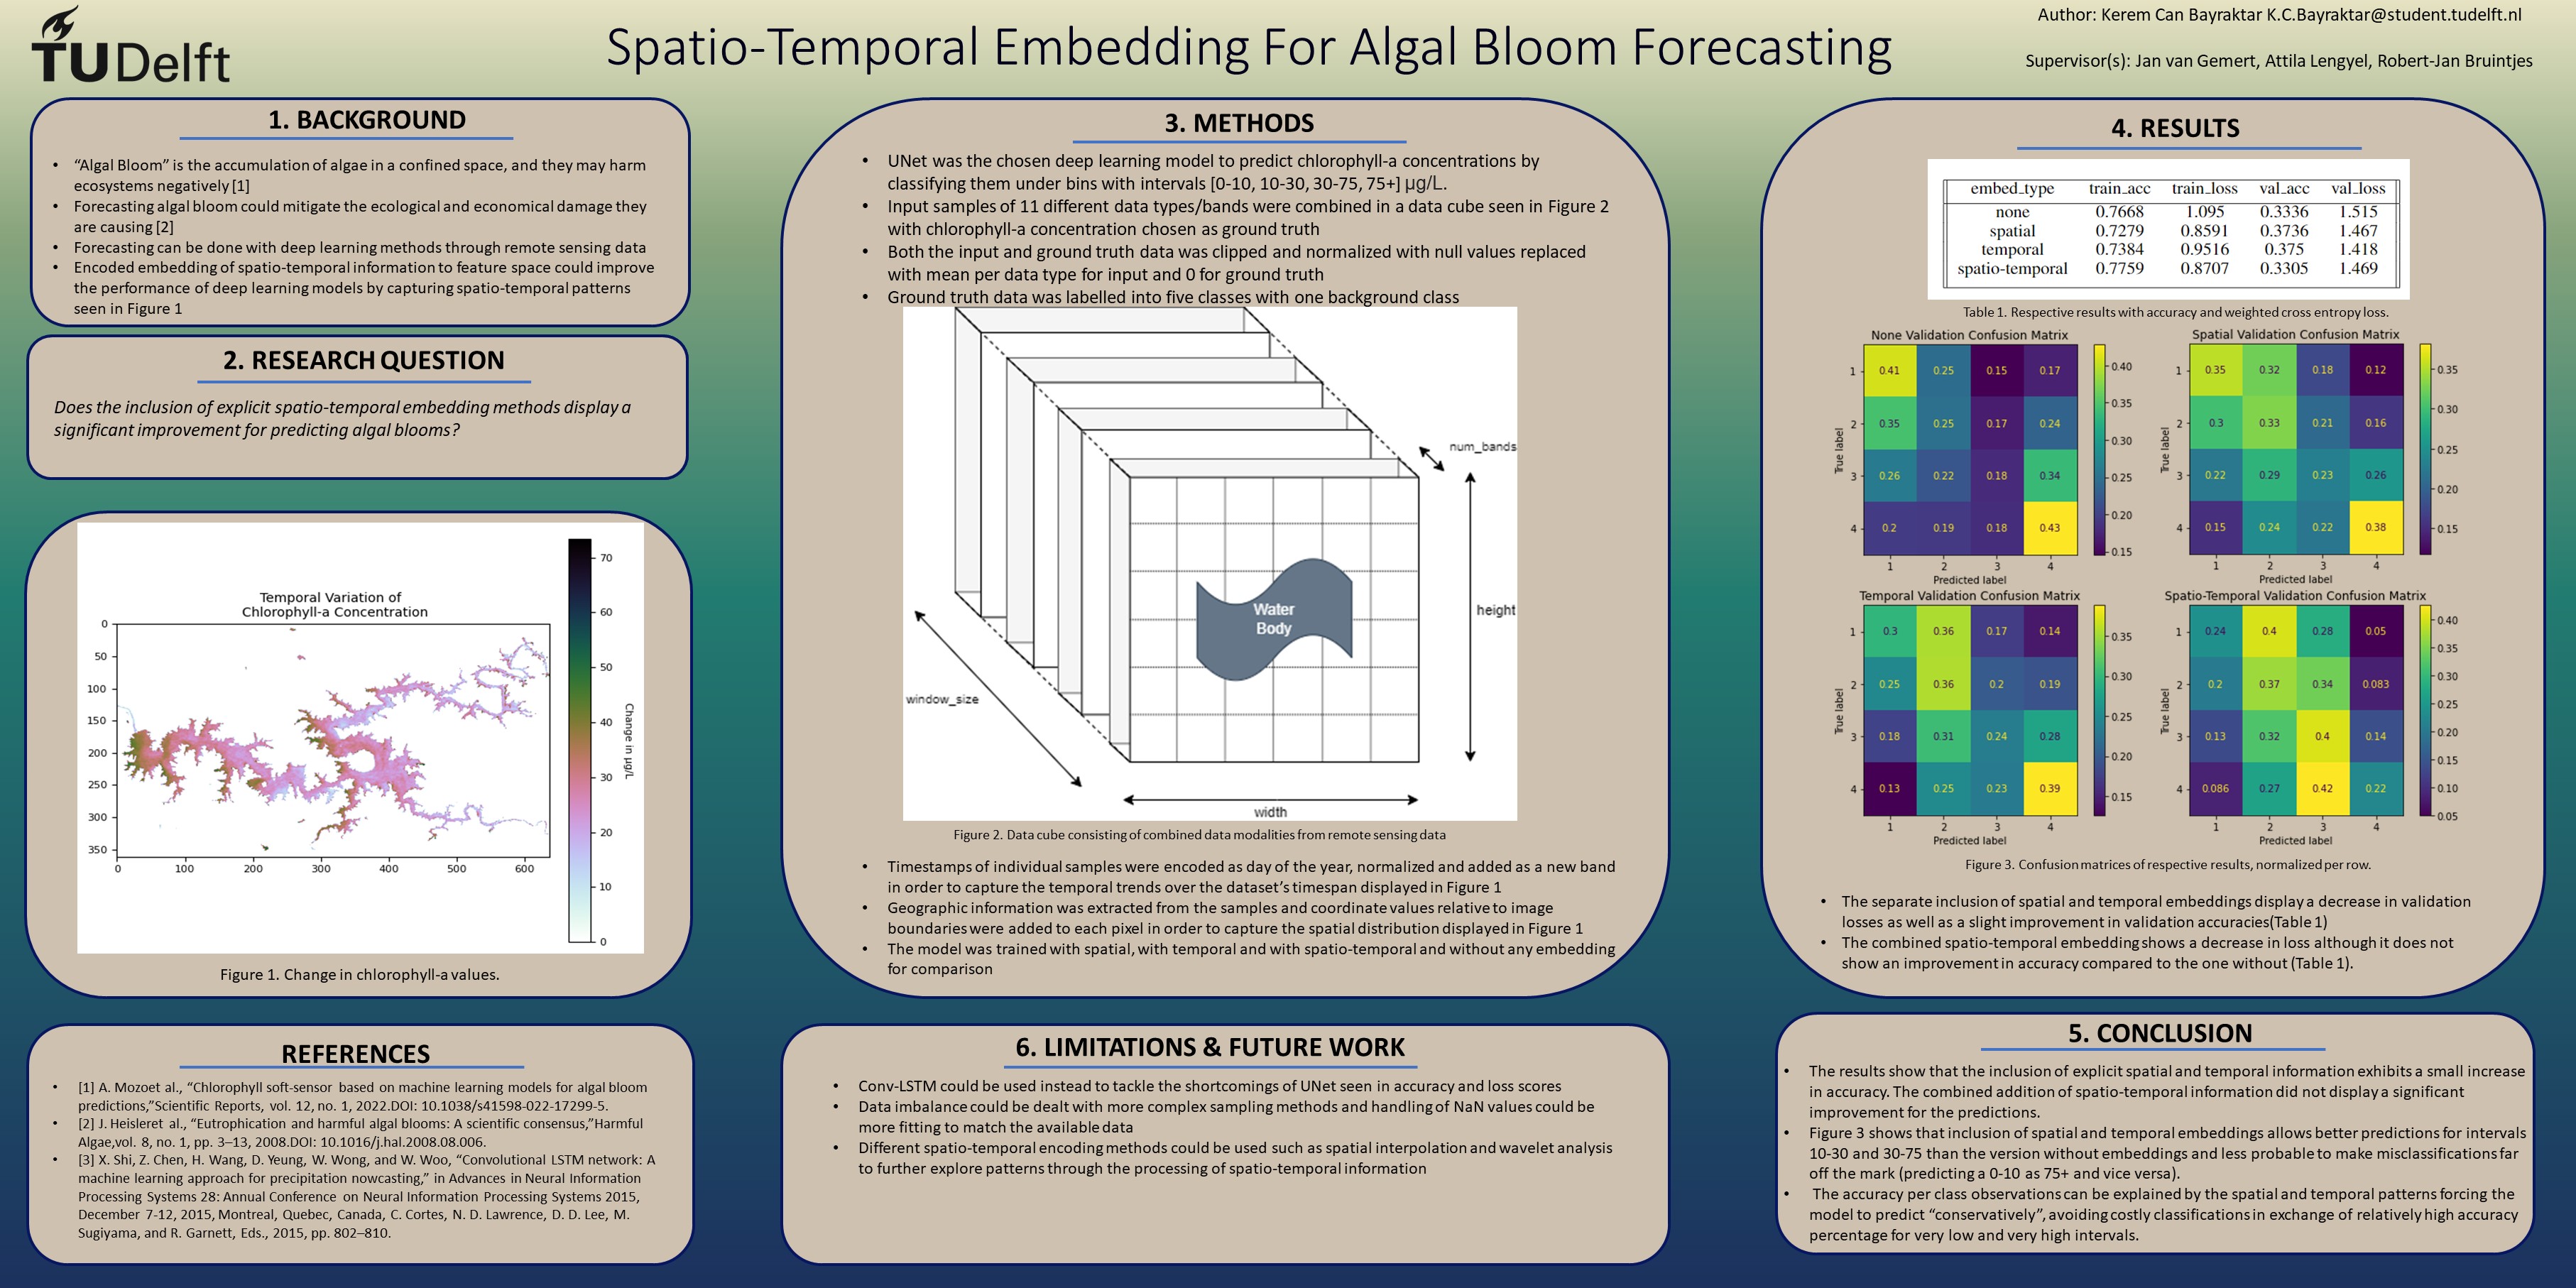 TUDelft
Spatio-Temporal Embedding For Algal Bloom Forecasting
Author: Kerem Can Bayraktar K.C.Bayraktar@student.tudelft.nl
Supervisor(s): Jan van Gemert, Attila Lengyel, Robert-Jan Bruintjes
1. BACKGROUND
• “Algal Bloom” is the accumulation of algae in a confined space, and they may harm
ecosystems negatively [1]
• Forecasting algal bloom could mitigate the ecological and economical damage they
are causing [2]
• Forecasting can be done with deep learning methods through remote sensing data
• Encoded embedding of spatio-temporal information to feature space could improve
the performance of deep learning models by capturing spatio-temporal patterns
seen in Figure 1
2. RESEARCH QUESTION
Does the inclusion of explicit spatio-temporal embedding methods display a
significant improvement for predicting algal blooms?
Temporal Variation of
Chlorophyll-a Concentration
0
50
100
150
200
250
300
350
0 100 200 300 400 500 600
70
60
50
40
30
20
10
0
Change in µg/L
Figure 1. Change in chlorophyll-a values.
REFERENCES
• [1] A. Mozoet al., “Chlorophyll soft-sensor based on machine learning models for algal bloom
predictions,”Scientific Reports, vol. 12, no. 1, 2022.DOI: 10.1038/s41598-022-17299-5.
• [2] J. Heisleret al., “Eutrophication and harmful algal blooms: A scientific consensus,”Harmful
Algae,vol. 8, no. 1, pp. 3–13, 2008.DOI: 10.1016/j.hal.2008.08.006.
• [3] X. Shi, Z. Chen, H. Wang, D. Yeung, W. Wong, and W. Woo, “Convolutional LSTM network: A
machine learning approach for precipitation nowcasting,” in Advances in Neural Information
Processing Systems 28: Annual Conference on Neural Information Processing Systems 2015,
December 7-12, 2015, Montreal, Quebec, Canada, C. Cortes, N. D. Lawrence, D. D. Lee, M.
Sugiyama, and R. Garnett, Eds., 2015, pp. 802–810.
3. METHODS
• UNet was the chosen deep learning model to predict chlorophyll-a concentrations by
classifying them under bins with intervals [0-10, 10-30, 30-75, 75+] µg/L.
• Input samples of 11 different data types/bands were combined in a data cube seen in Figure 2
with chlorophyll-a concentration chosen as ground truth
• Both the input and ground truth data was clipped and normalized with null values replaced
with mean per data type for input and 0 for ground truth
• Ground truth data was labelled into five classes with one background class
num_bands
height
Water
Body
window_size
width
Figure 2. Data cube consisting of combined data modalities from remote sensing data
• Timestamps of individual samples were encoded as day of the year, normalized and added as a new band
in order to capture the temporal trends over the dataset’s timespan displayed in Figure 1
• Geographic information was extracted from the samples and coordinate values relative to image
boundaries were added to each pixel in order to capture the spatial distribution displayed in Figure 1
• The model was trained with spatial, with temporal and with spatio-temporal and without any embedding
for comparison
6. LIMITATIONS & FUTURE WORK
• Conv-LSTM could be used instead to tackle the shortcomings of UNet seen in accuracy and loss scores
• Data imbalance could be dealt with more complex sampling methods and handling of NaN values could be
more fitting to match the available data
• Different spatio-temporal encoding methods could be used such as spatial interpolation and wavelet analysis
to further explore patterns through the processing of spatio-temporal information
4. RESULTS
embed_type train_acc train_loss val_acc val_loss
none 0.7668 1.095 0.3336 1.515
spatial 0.7279 0.8591 0.3736 1.467
temporal 0.7384 0.9516 0.375 1.418
spatio-temporal 0.7759 0.8707 0.3305 1.469
Table 1. Respective results with accuracy and weighted cross entropy loss.
None Validation Confusion Matrix
True label
1 0.41 0.25 0.15 0.17
2 0.35 0.25 0.17 0.24
3 0.26 0.22 0.18 0.34
4 0.2 0.19 0.18 0.43
1 2 3 4
Predicted label
0.40
0.35
0.30
0.25
0.20
0.15
Spatial Validation Confusion Matrix
True label
1 0.35 0.32 0.18 0.12
2 0.3 0.33 0.21 0.16
3 0.22 0.29 0.23 0.26
4 0.15 0.24 0.22 0.38
1 2 3 4
Predicted label
0.35
0.30
0.25
0.20
0.15
Temporal Validation Confusion Matrix
True label
1 0.3 0.36 0.17 0.14
2 0.25 0.36 0.2 0.19
3 0.18 0.31 0.24 0.28
4 0.13 0.25 0.23 0.39
1 2 3 4
Predicted label
0.35
0.30
0.25
0.20
0.15
Spatio-Temporal Validation Confusion Matrix
True label
1 0.24 0.4 0.28 0.05
2 0.2 0.37 0.34 0.083
3 0.13 0.32 0.4 0.14
4 0.086 0.27 0.42 0.22
1 2 3 4
Predicted label
0.40
0.35
0.30
0.25
0.20
0.15
0.10
0.05
Figure 3. Confusion matrices of respective results, normalized per row.
• The separate inclusion of spatial and temporal embeddings display a decrease in validation
losses as well as a slight improvement in validation accuracies(Table 1)
• The combined spatio-temporal embedding shows a decrease in loss although it does not
show an improvement in accuracy compared to the one without (Table 1).
5. CONCLUSION
• The results show that the inclusion of explicit spatial and temporal information exhibits a small increase
in accuracy. The combined addition of spatio-temporal information did not display a significant
improvement for the predictions.
• Figure 3 shows that inclusion of spatial and temporal embeddings allows better predictions for intervals
10-30 and 30-75 than the version without embeddings and less probable to make misclassifications far
off the mark (predicting a 0-10 as 75+ and vice versa).
• The accuracy per class observations can be explained by the spatial and temporal patterns forcing the
model to predict “conservatively”, avoiding costly classifications in exchange of relatively high accuracy
percentage for very low and very high intervals.